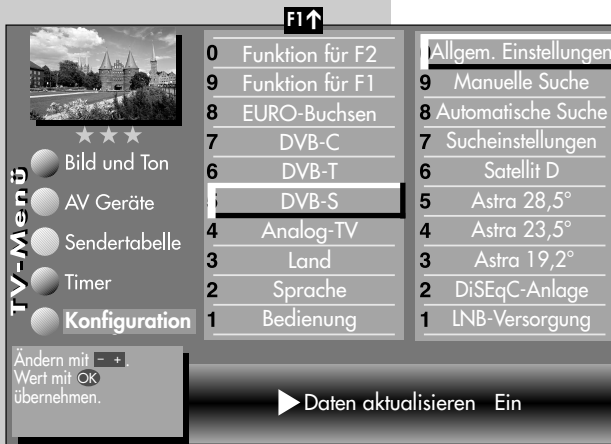 F1↑
TV-Menü
Bild und Ton
AV Geräte
Sendertabelle
Timer
Konfiguration
0 Funktion für F2
9 Funktion für F1
8 EURO-Buchsen
7 DVB-C
6 DVB-T
5 DVB-S
4 Analog-TV
3 Land
2 Sprache
1 Bedienung
0 Allgem. Einstellungen
9 Manuelle Suche
8 Automatische Suche
7 Sucheinstellungen
6 Satellit D
5 Astra 28,5°
4 Astra 23,5°
3 Astra 19,2°
2 DiSEqC-Anlage
1 LNB-Versorgung
Ändern mit - +.
Wert mit OK
übernehmen.
Daten aktualisieren Ein